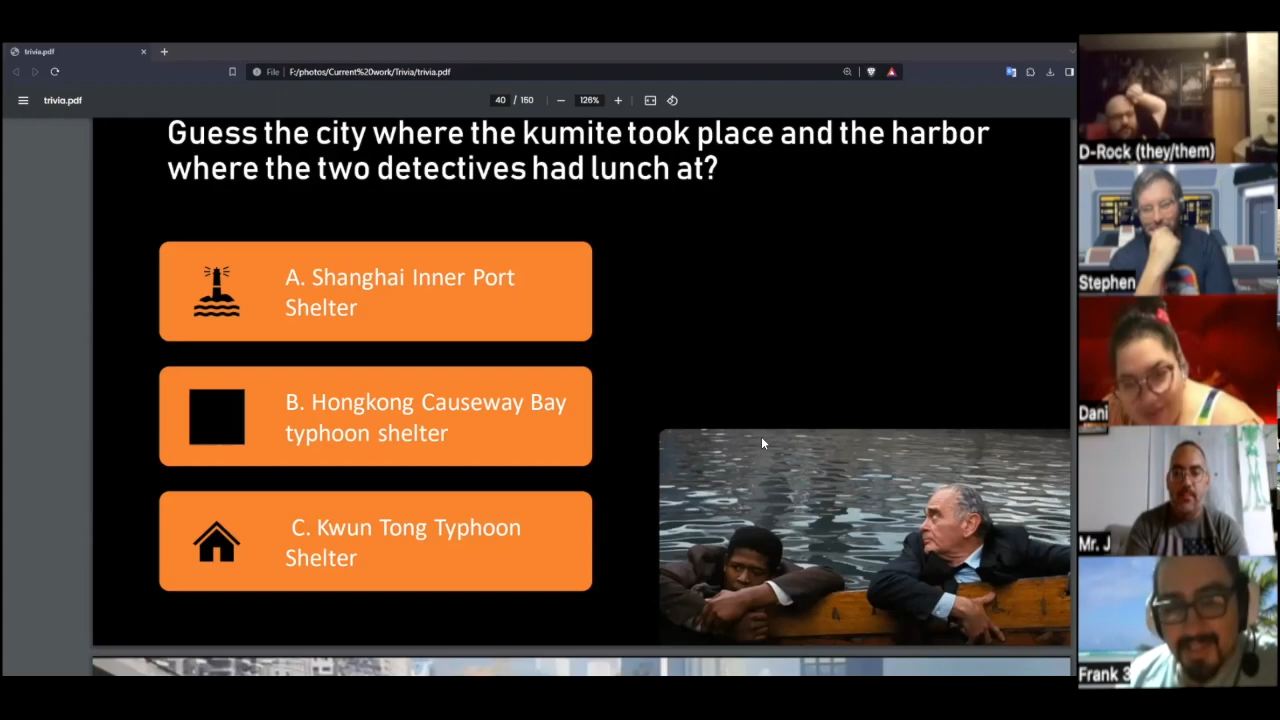 trivia.pdf
File
F:/photos/Current%20work/Trivia/trivia.pdf
trivia.pdf
40 / 150
126%
Guess the city where the kumite took place and the harbor
where the two detectives had lunch at?
A. Shanghai Inner Port
Shelter
B. Hongkong Causeway Bay
typhoon shelter
C. Kwun Tong Typhoon
Shelter
D-Rock (they/them)
Stephen
Dani
Mr. J
Frank 3